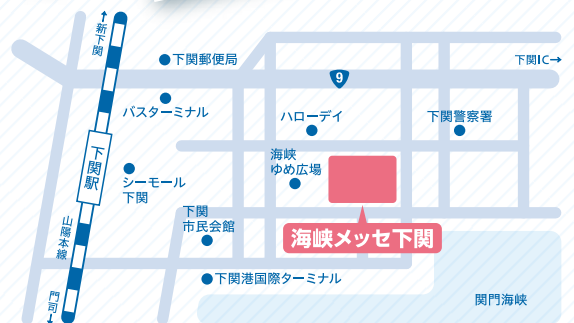 ↑新下関
下関郵便局
下関IC→
9
バスターミナル
ハローデイ
下関警察署
下関駅
海峡
ゆめ広場
シーモール
下関
下関
市民会館
海峡メッセ下関
山陽本線
下関港国際ターミナル
関門海峡
門司↓